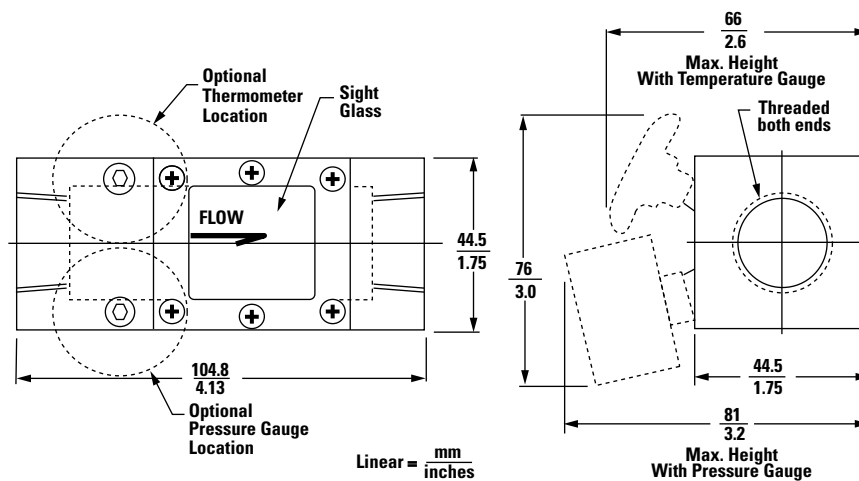 Optional
Thermometer
Location
Sight
Glass
FLOW
44.5
1.75
104.8
4.13
Optional
Pressure Gauge
Location
Linear = mm
inches
66
2.6
Max. Height
With Temperature Gauge
Threaded
both ends
76
3.0
44.5
1.75
81
3.2
Max. Height
With Pressure Gauge